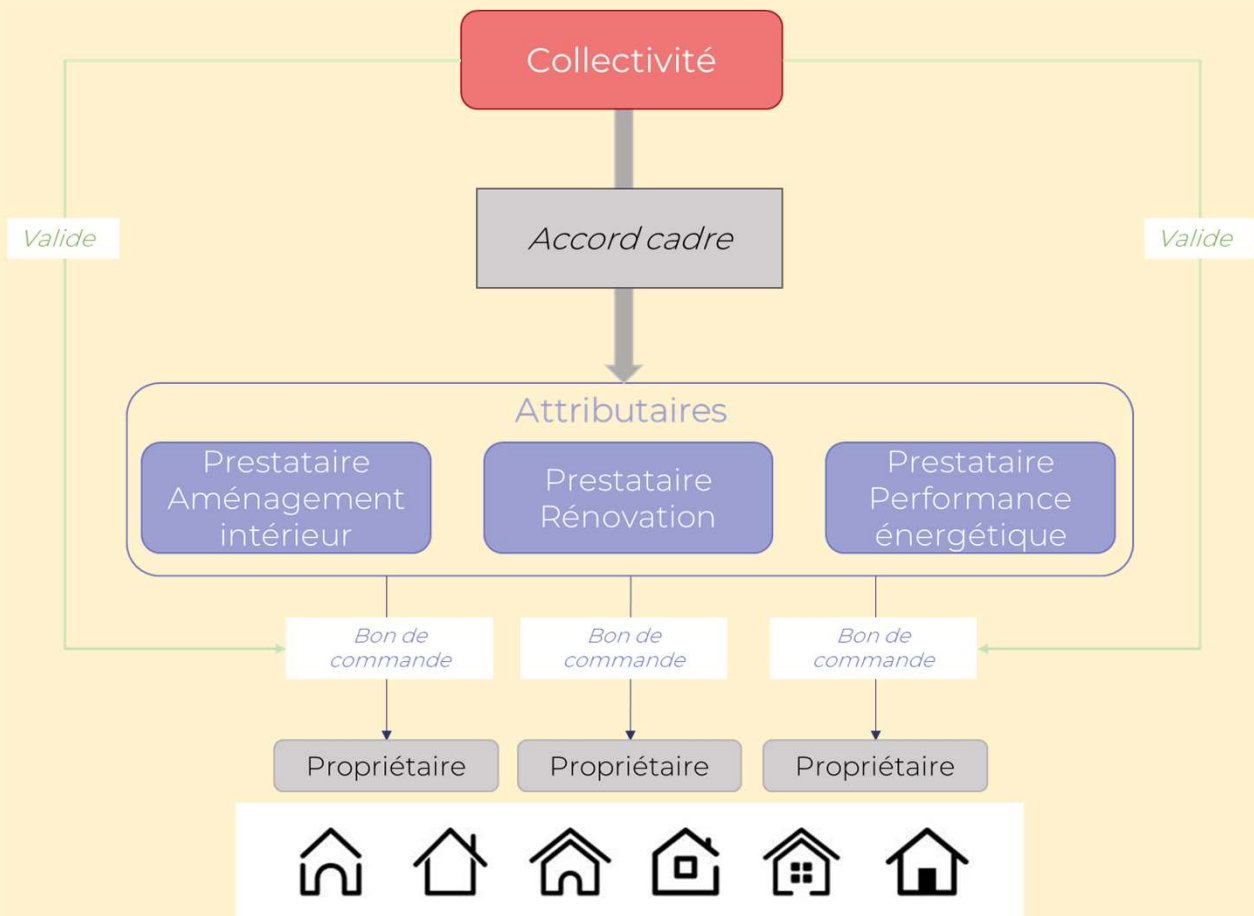 Collectivité
Valide
Accord cadre
Valide
Attributaires
Prestataire
Aménagement
intérieur
Prestataire
Rénovation
Prestataire
Performance
énergétique
Bon de
commande
Bon de
commande
Bon de
commande
Propriétaire
Propriétaire
Propriétaire